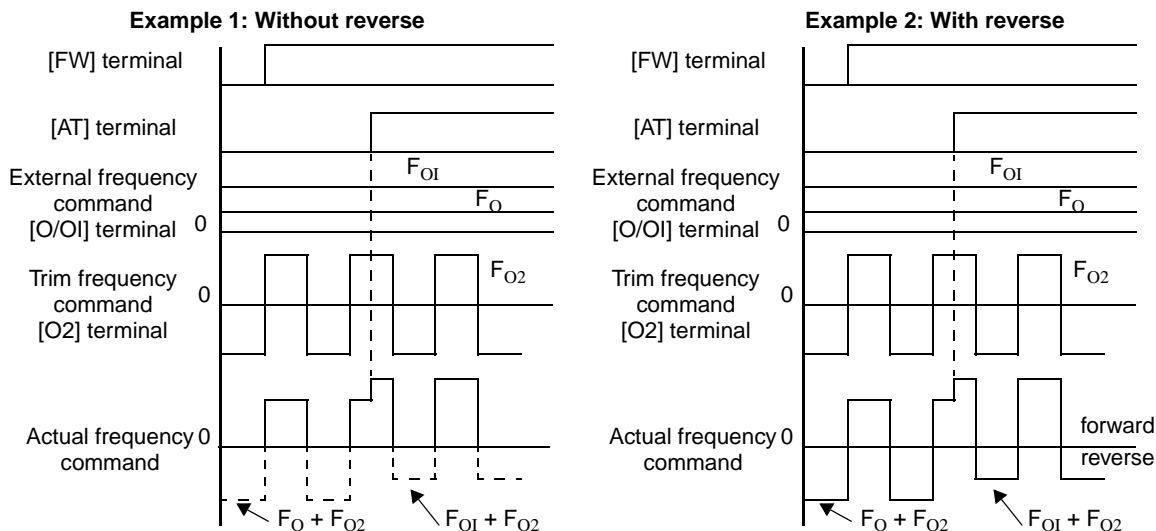 Example 1: Without reverse
[FW] terminal
[AT] terminal
F_OI
External frequency
command
[O/OI] terminal
F_O
0
Trim frequency
command
[O2] terminal
0
F_O2
Actual frequency
command
0
F_O + F_O2
F_OI + F_O2
Example 2: With reverse
[FW] terminal
[AT] terminal
F_OI
External frequency
command
[O/OI] terminal
F_O
0
Trim frequency
command
[O2] terminal
0
F_O2
Actual frequency
command
0
forward
reverse
F_O + F_O2
F_OI + F_O2